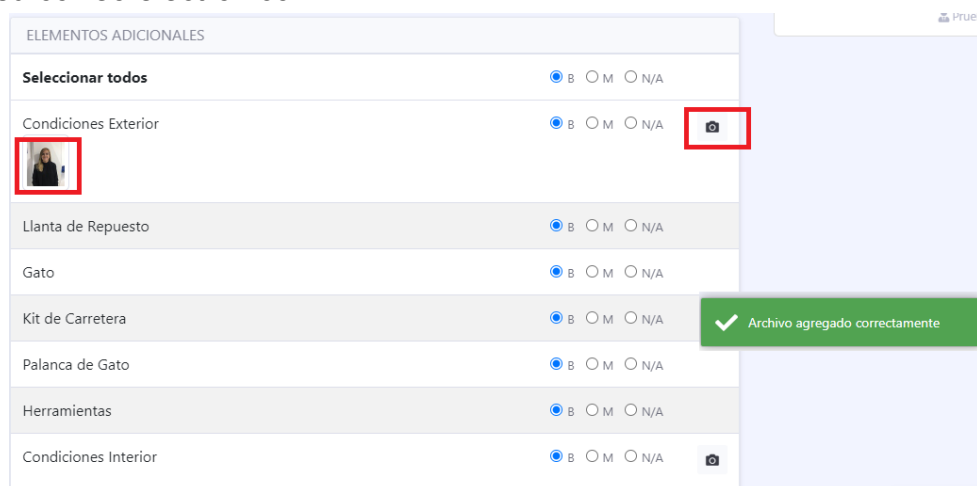 ELEMENTOS ADICIONALES
Seleccionar todos B M N/A
Condiciones Exterior B M N/A
Llanta de Repuesto B M N/A
Gato B M N/A
Kit de Carretera B M N/A
Archivo agregado correctamente
Palanca de Gato B M N/A
Herramientas B M N/A
Condiciones Interior B M N/A